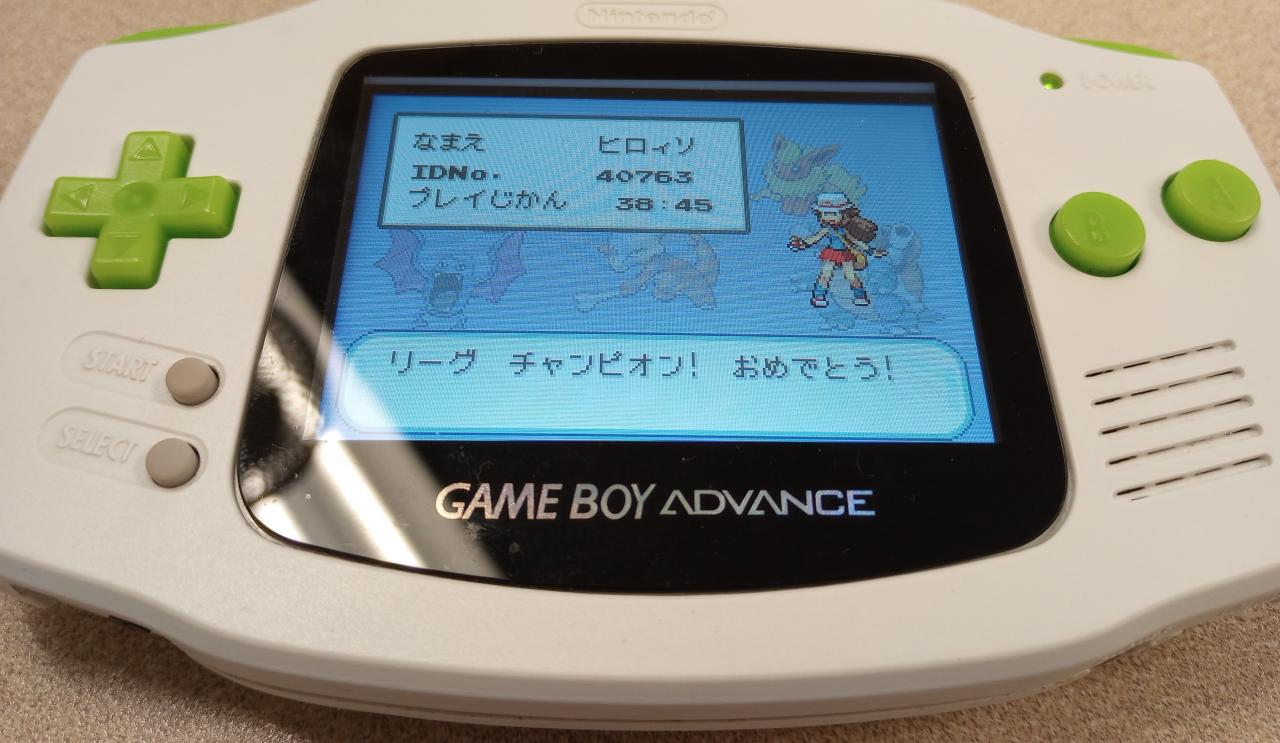 Nintendo
POWER
なまえ ヒロィソ
IDNo. 40763
プレイじかん 38:45
リーグ チャンピオン! おめでとう!
START
SELECT
B
A
GAME BOY ADVANCE